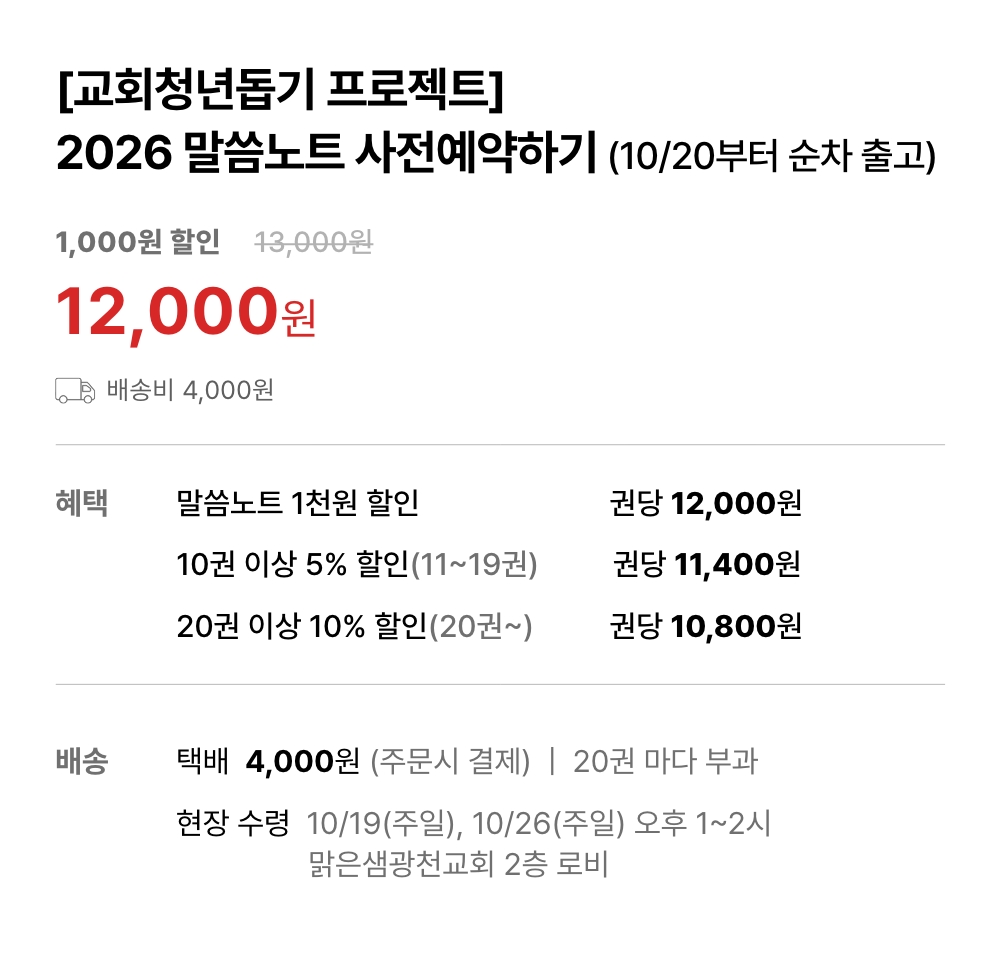 [교회청년돕기 프로젝트]
2026 말씀노트 사전예약하기 (10/20부터 순차 출고)
1,000원 할인 13,000원
12,000원
배송비 4,000원
혜택 말씀노트 1천원 할인 권당 12,000원
10권 이상 5% 할인(11~19권) 권당 11,400원
20권 이상 10% 할인(20권~) 권당 10,800원
배송 택배 4,000원 (주문시 결제) | 20권 마다 부과
현장 수령 10/19(주일), 10/26(주일) 오후 1~2시
맑은샘광천교회 2층 로비